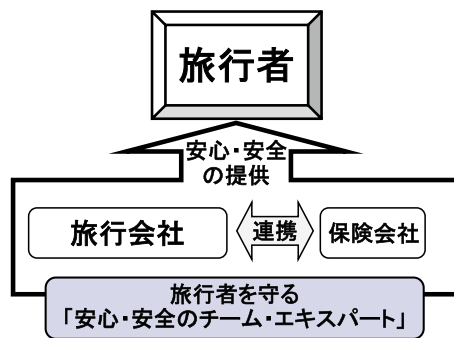 旅行者
安心・安全
の提供
旅行会社
連携
保険会社
旅行者を守る
「安心・安全のチーム・エキスパート」